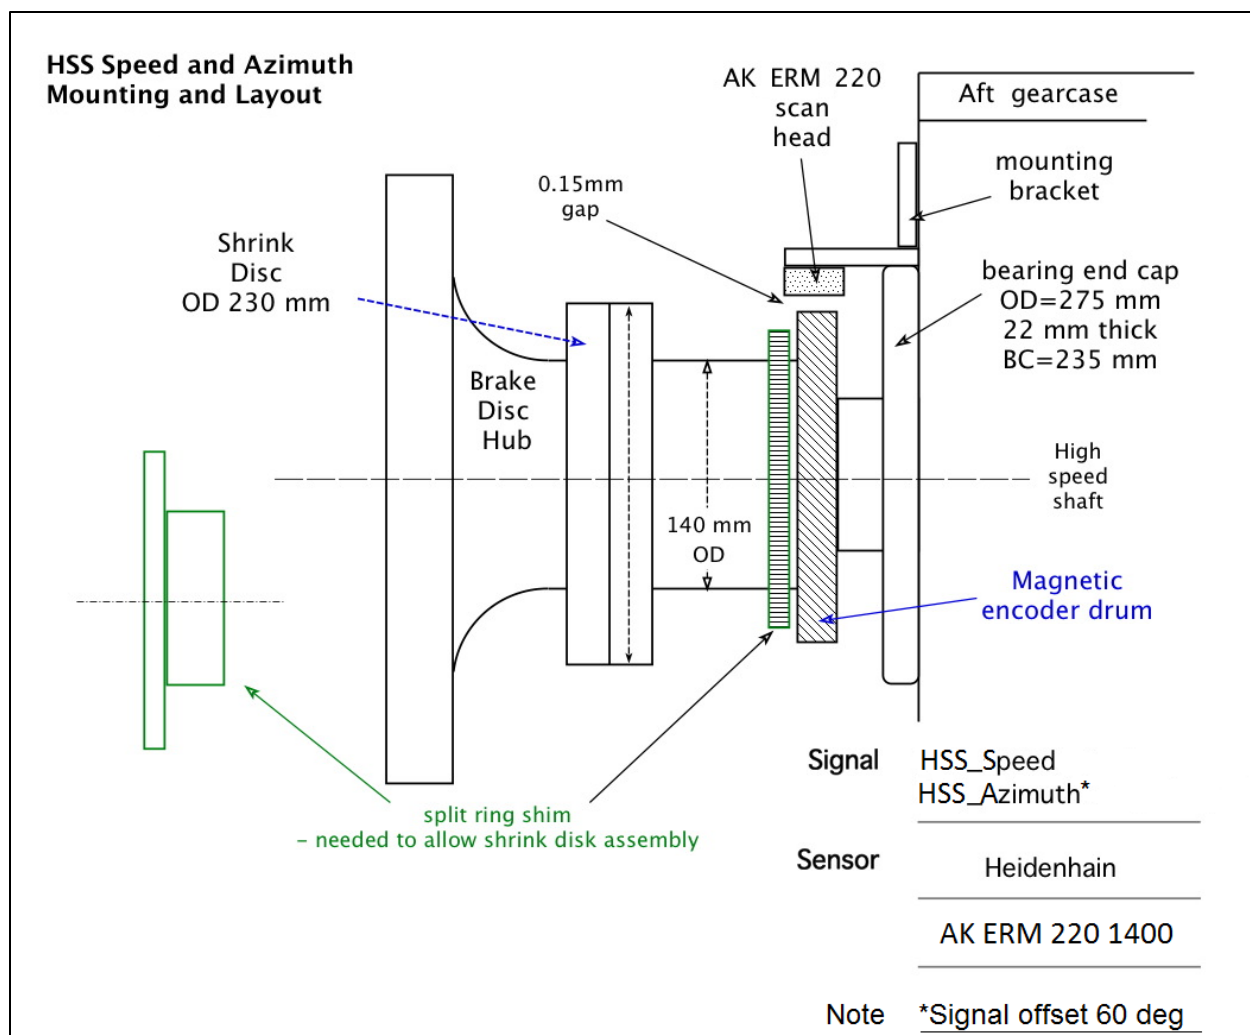 HSS Speed and Azimuth
Mounting and Layout
AK ERM 220
scan
head
Aft gearcase
mounting
bracket
0.15mm
gap
Shrink
Disc
OD 230 mm
bearing end cap
OD=275 mm
22 mm thick
BC=235 mm
Brake
Disc
Hub
High
speed
shaft
140 mm
OD
Magnetic
encoder drum
split ring shim
– needed to allow shrink disk assembly
Signal HSS_Speed
HSS_Azimuth*
Sensor Heidenhain
AK ERM 220 1400
Note *Signal offset 60 deg